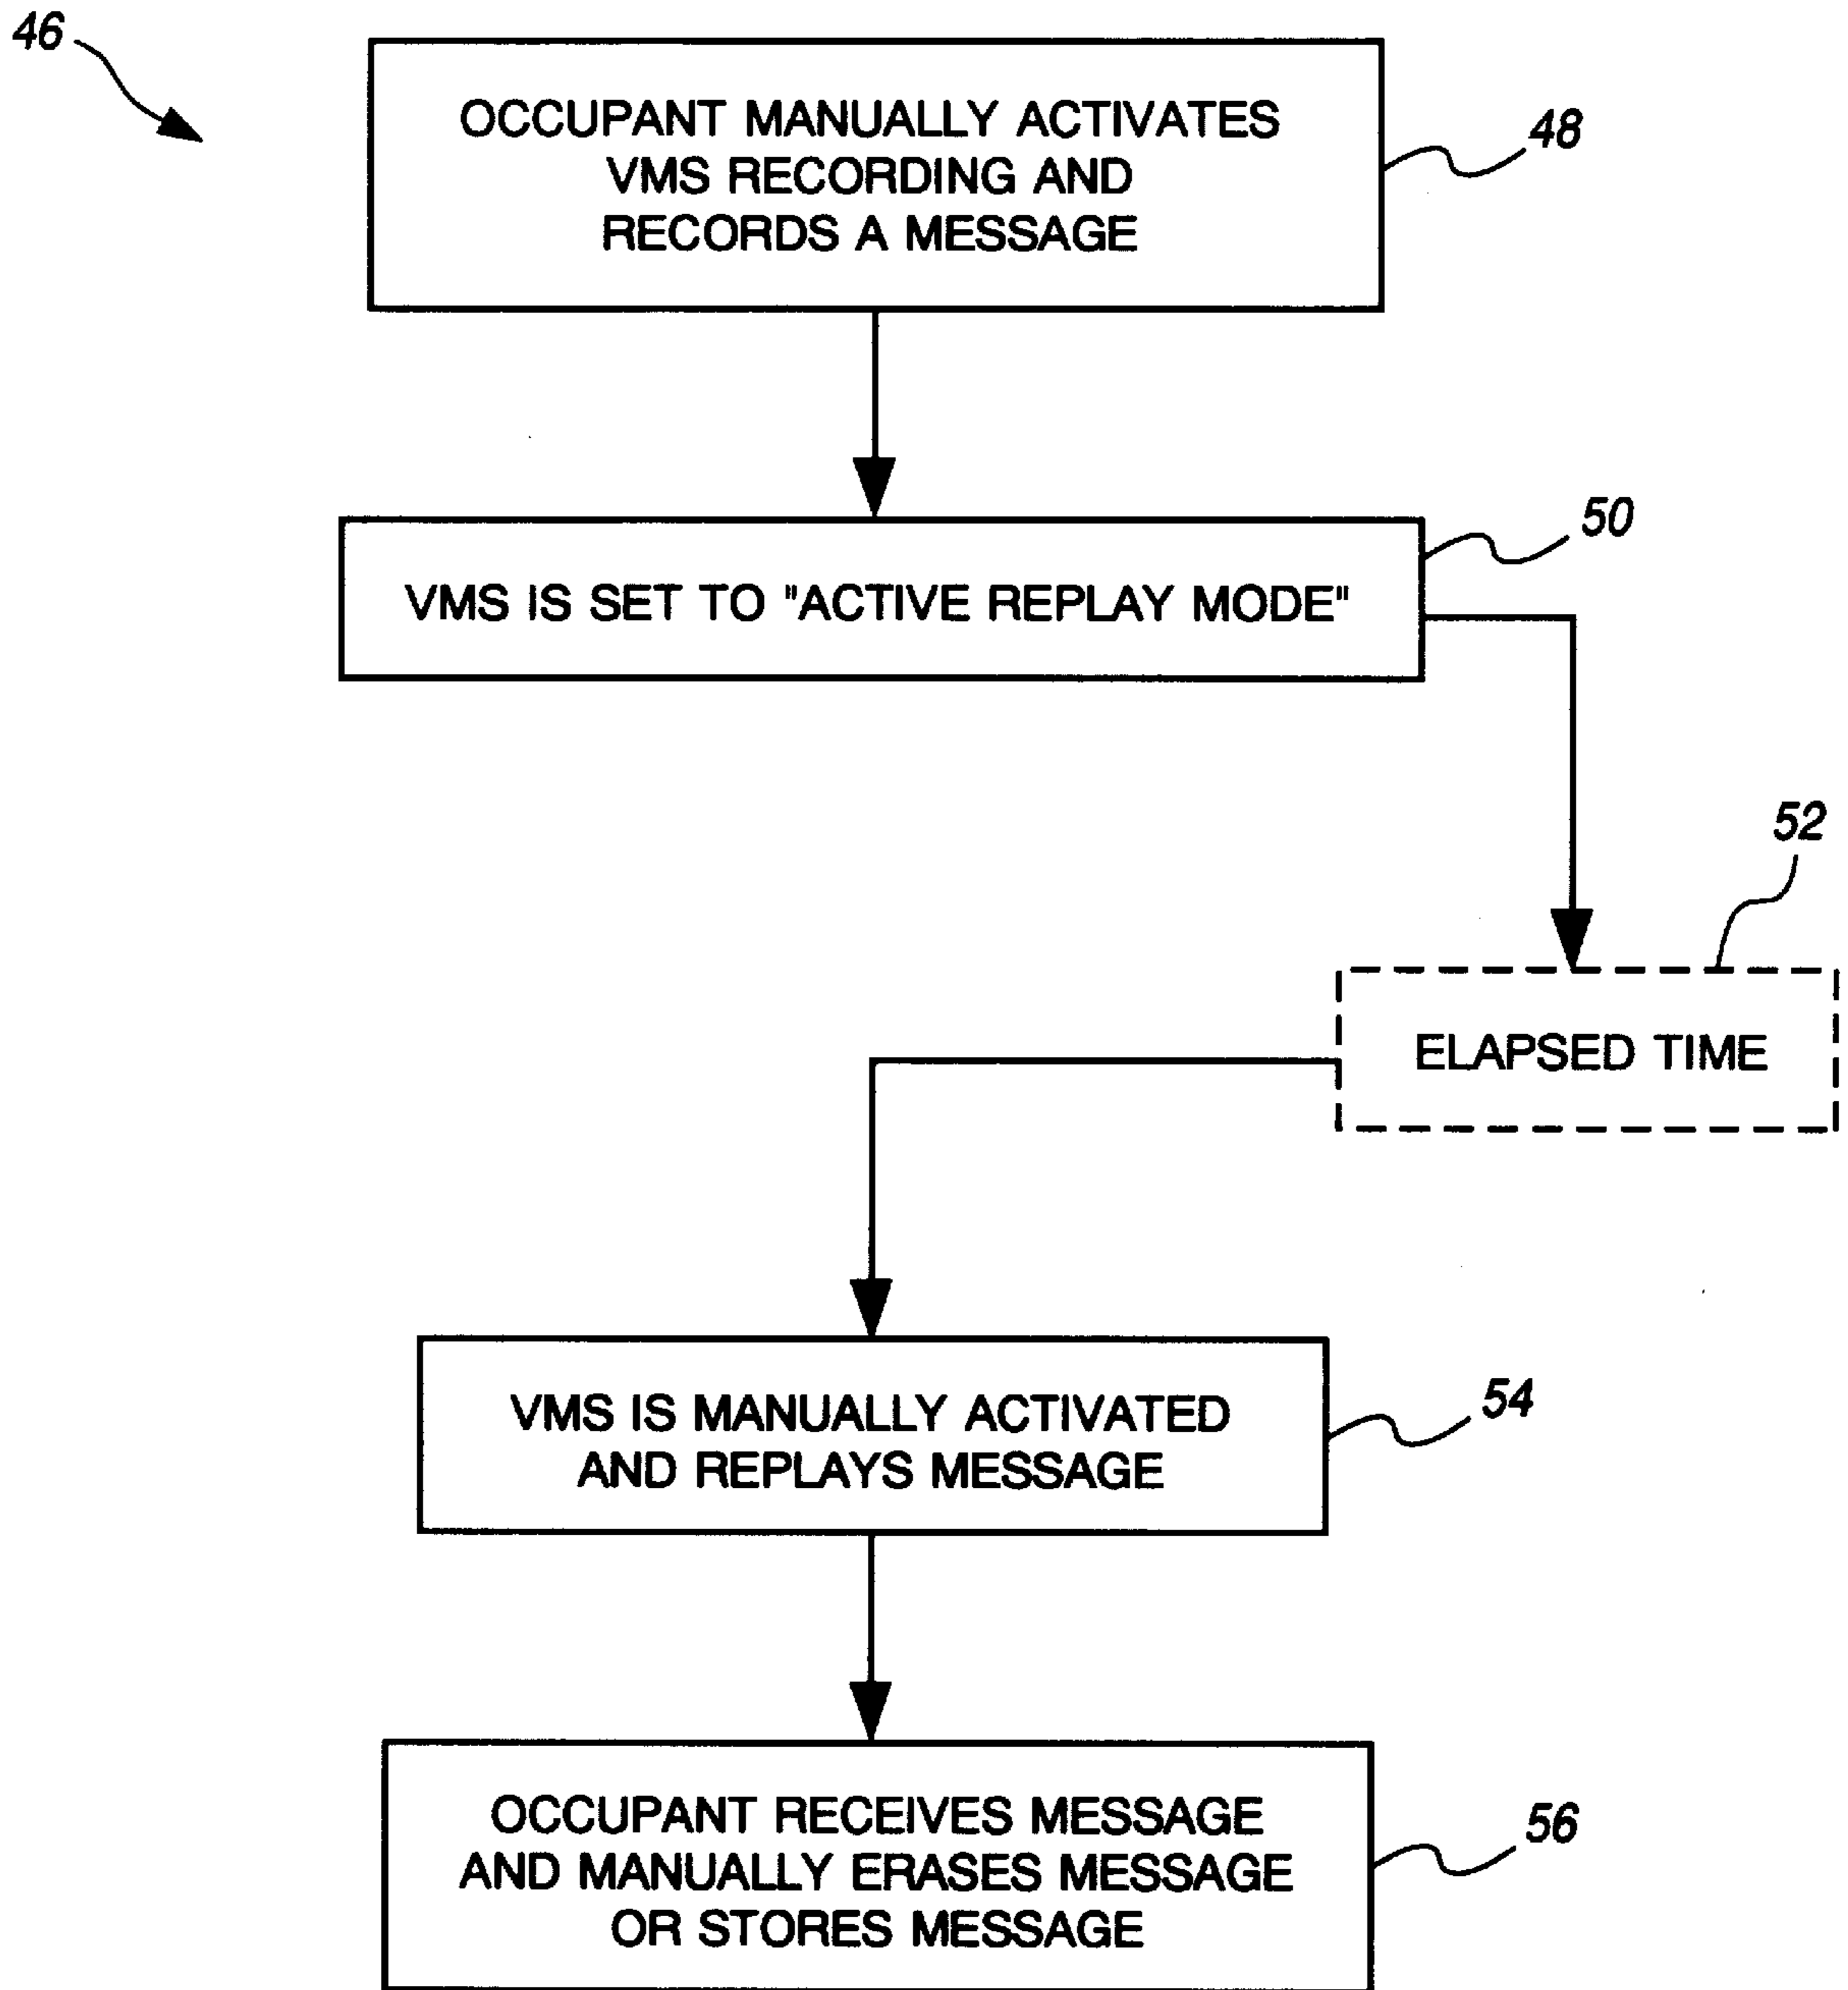 46
OCCUPANT MANUALLY ACTIVATES
VMS RECORDING AND
RECORDS A MESSAGE
48
VMS IS SET TO "ACTIVE REPLAY MODE"
50
52
ELAPSED TIME
VMS IS MANUALLY ACTIVATED
AND REPLAYS MESSAGE
54
OCCUPANT RECEIVES MESSAGE
AND MANUALLY ERASES MESSAGE
OR STORES MESSAGE
56